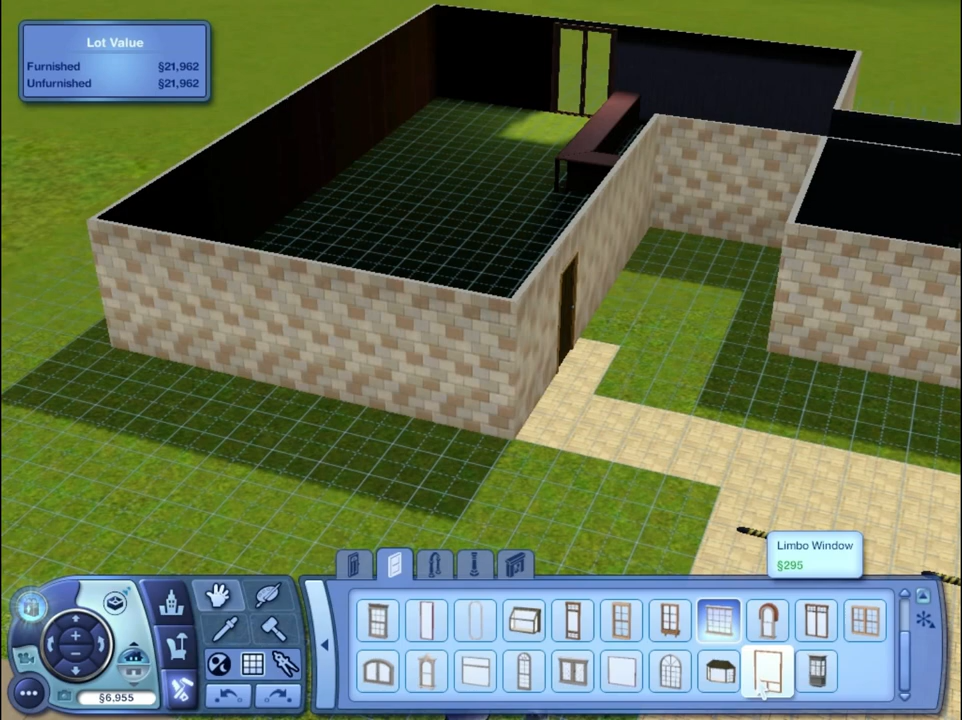 Lot Value
Furnished §21,962
Unfurnished §21,962
Limbo Window
§295
§6,955